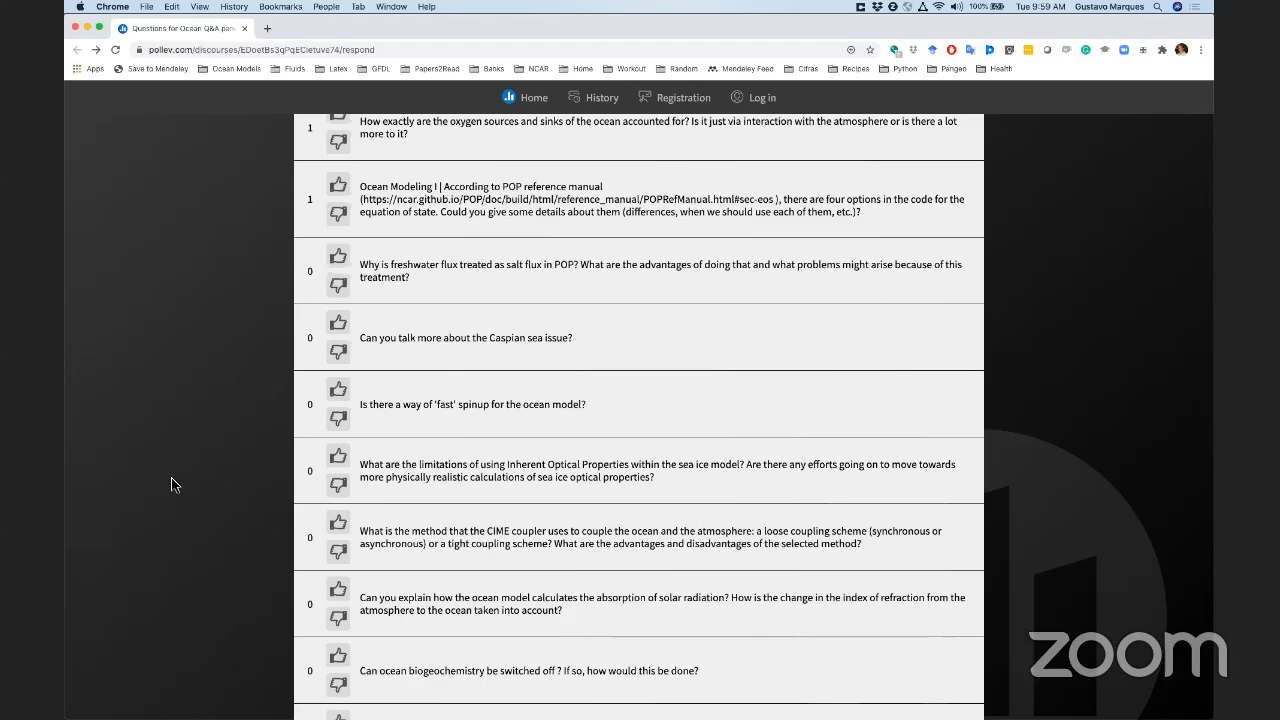 Chrome File Edit View History Bookmarks People Tab Window Help 100% Tue 9:59 AM Gustavo Marques
Questions for Ocean Q&A pan
pollev.com/discourses/EDoetBs3qPqECietuve74/respond
Apps Save to Mendeley Ocean Models Fluids Latex GFDL Papers2Read Banks NCAR Home Workout Random Mendeley Feed Cifras Recipes Python Pangeo Health
Home History Registration Log in
1
How exactly are the oxygen sources and sinks of the ocean accounted for? Is it just via interaction with the atmosphere or is there a lot
more to it?
1
Ocean Modeling I | According to POP reference manual
(https://ncar.github.io/POP/doc/build/html/reference_manual/POPRefManual.html#sec-eos ), there are four options in the code for the
equation of state. Could you give some details about them (differences, when we should use each of them, etc.)?
0
Why is freshwater flux treated as salt flux in POP? What are the advantages of doing that and what problems might arise because of this
treatment?
0
Can you talk more about the Caspian sea issue?
0
Is there a way of 'fast' spinup for the ocean model?
0
What are the limitations of using Inherent Optical Properties within the sea ice model? Are there any efforts going on to move towards
more physically realistic calculations of sea ice optical properties?
0
What is the method that the CIME coupler uses to couple the ocean and the atmosphere: a loose coupling scheme (synchronous or
asynchronous) or a tight coupling scheme? What are the advantages and disadvantages of the selected method?
0
Can you explain how the ocean model calculates the absorption of solar radiation? How is the change in the index of refraction from the
atmosphere to the ocean taken into account?
0
Can ocean biogeochemistry be switched off ? If so, how would this be done?
zoom